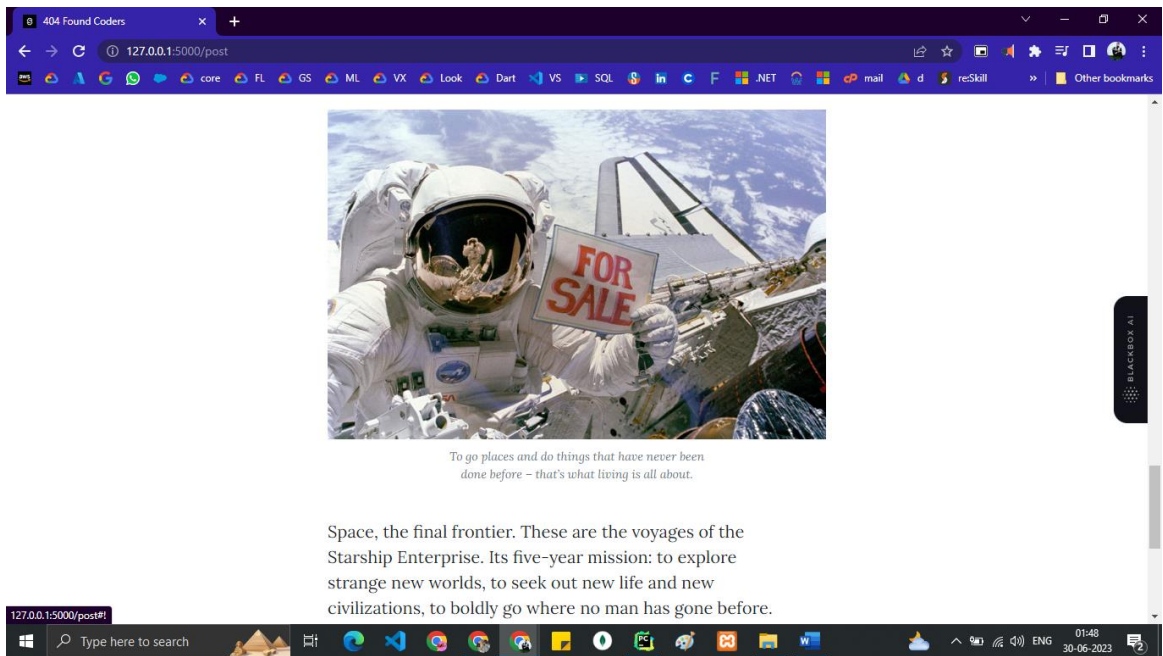 404 Found Coders
127.0.0.1:5000/post
aws core FL GS ML VX Look Dart VS SQL in C F .NET cP mail d reSkill » Other bookmarks
FOR
SALE
BLACKBOX AI
To go places and do things that have never been
done before – that's what living is all about.
Space, the final frontier. These are the voyages of the
Starship Enterprise. Its five-year mission: to explore
strange new worlds, to seek out new life and new
civilizations, to boldly go where no man has gone before.
127.0.0.1:5000/post#!
Type here to search
PC
W
ENG
01:48
30-06-2023
2